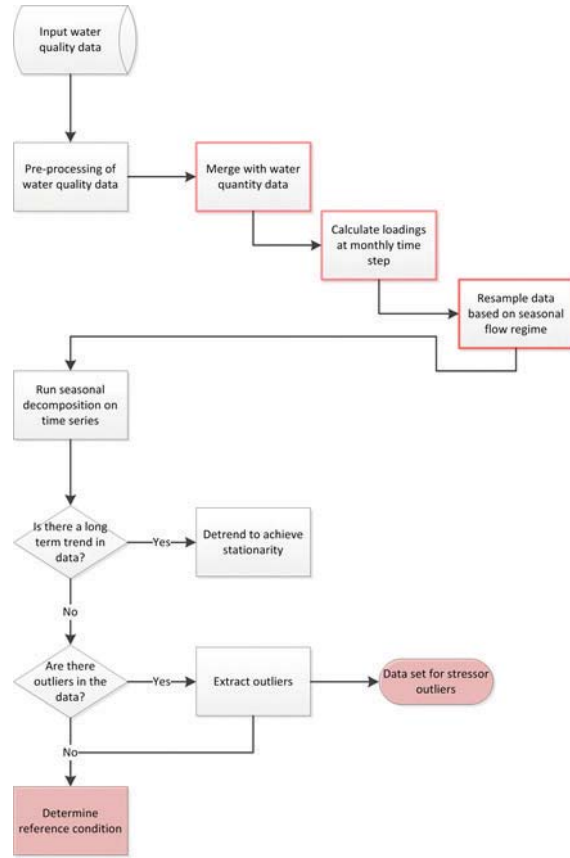 Input water
quality data
Pre-processing of
water quality data
Merge with water
quantity data
Calculate loadings
at monthly time
step
Resample data
based on seasonal
flow regime
Run seasonal
decomposition on
time series
Is there a long
term trend in
data?
Yes
Detrend to achieve
stationarity
No
Are there
outliers in the
data?
Yes
Extract outliers
Data set for stressor
outliers
No
Determine
reference condition